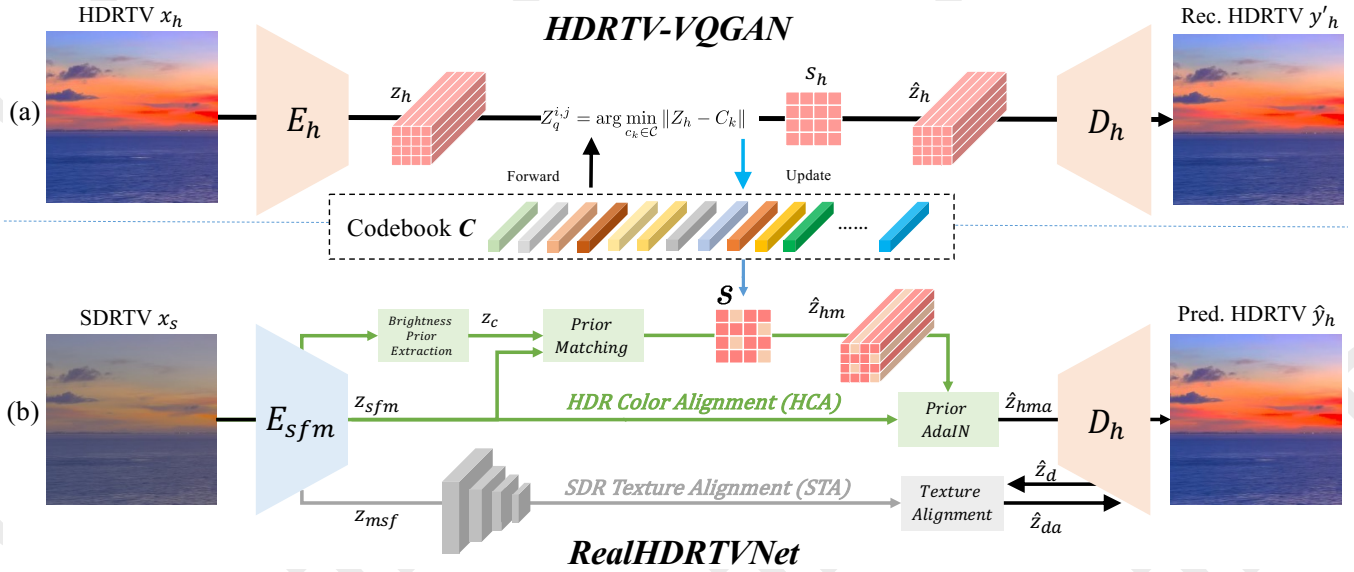 HDRTV-VQGAN
HDRTV x_h
Rec. HDRTV y'_h
(a)
E_h
z_h
Z_q^{i,j} = arg min_{c_k∈C} ‖Z_h − C_k‖
s_h
ẑ_h
D_h
Forward
Update
Codebook C
......
SDRTV x_s
Pred. HDRTV ŷ_h
(b)
E_sfm
Brightness
Prior
Extraction
z_c
Prior
Matching
s
ẑ_hm
z_sfm
HDR Color Alignment (HCA)
Prior
AdaIN
ẑ_hma
D_h
z_msf
SDR Texture Alignment (STA)
Texture
Alignment
ẑ_d
ẑ_da
RealHDRTVNet